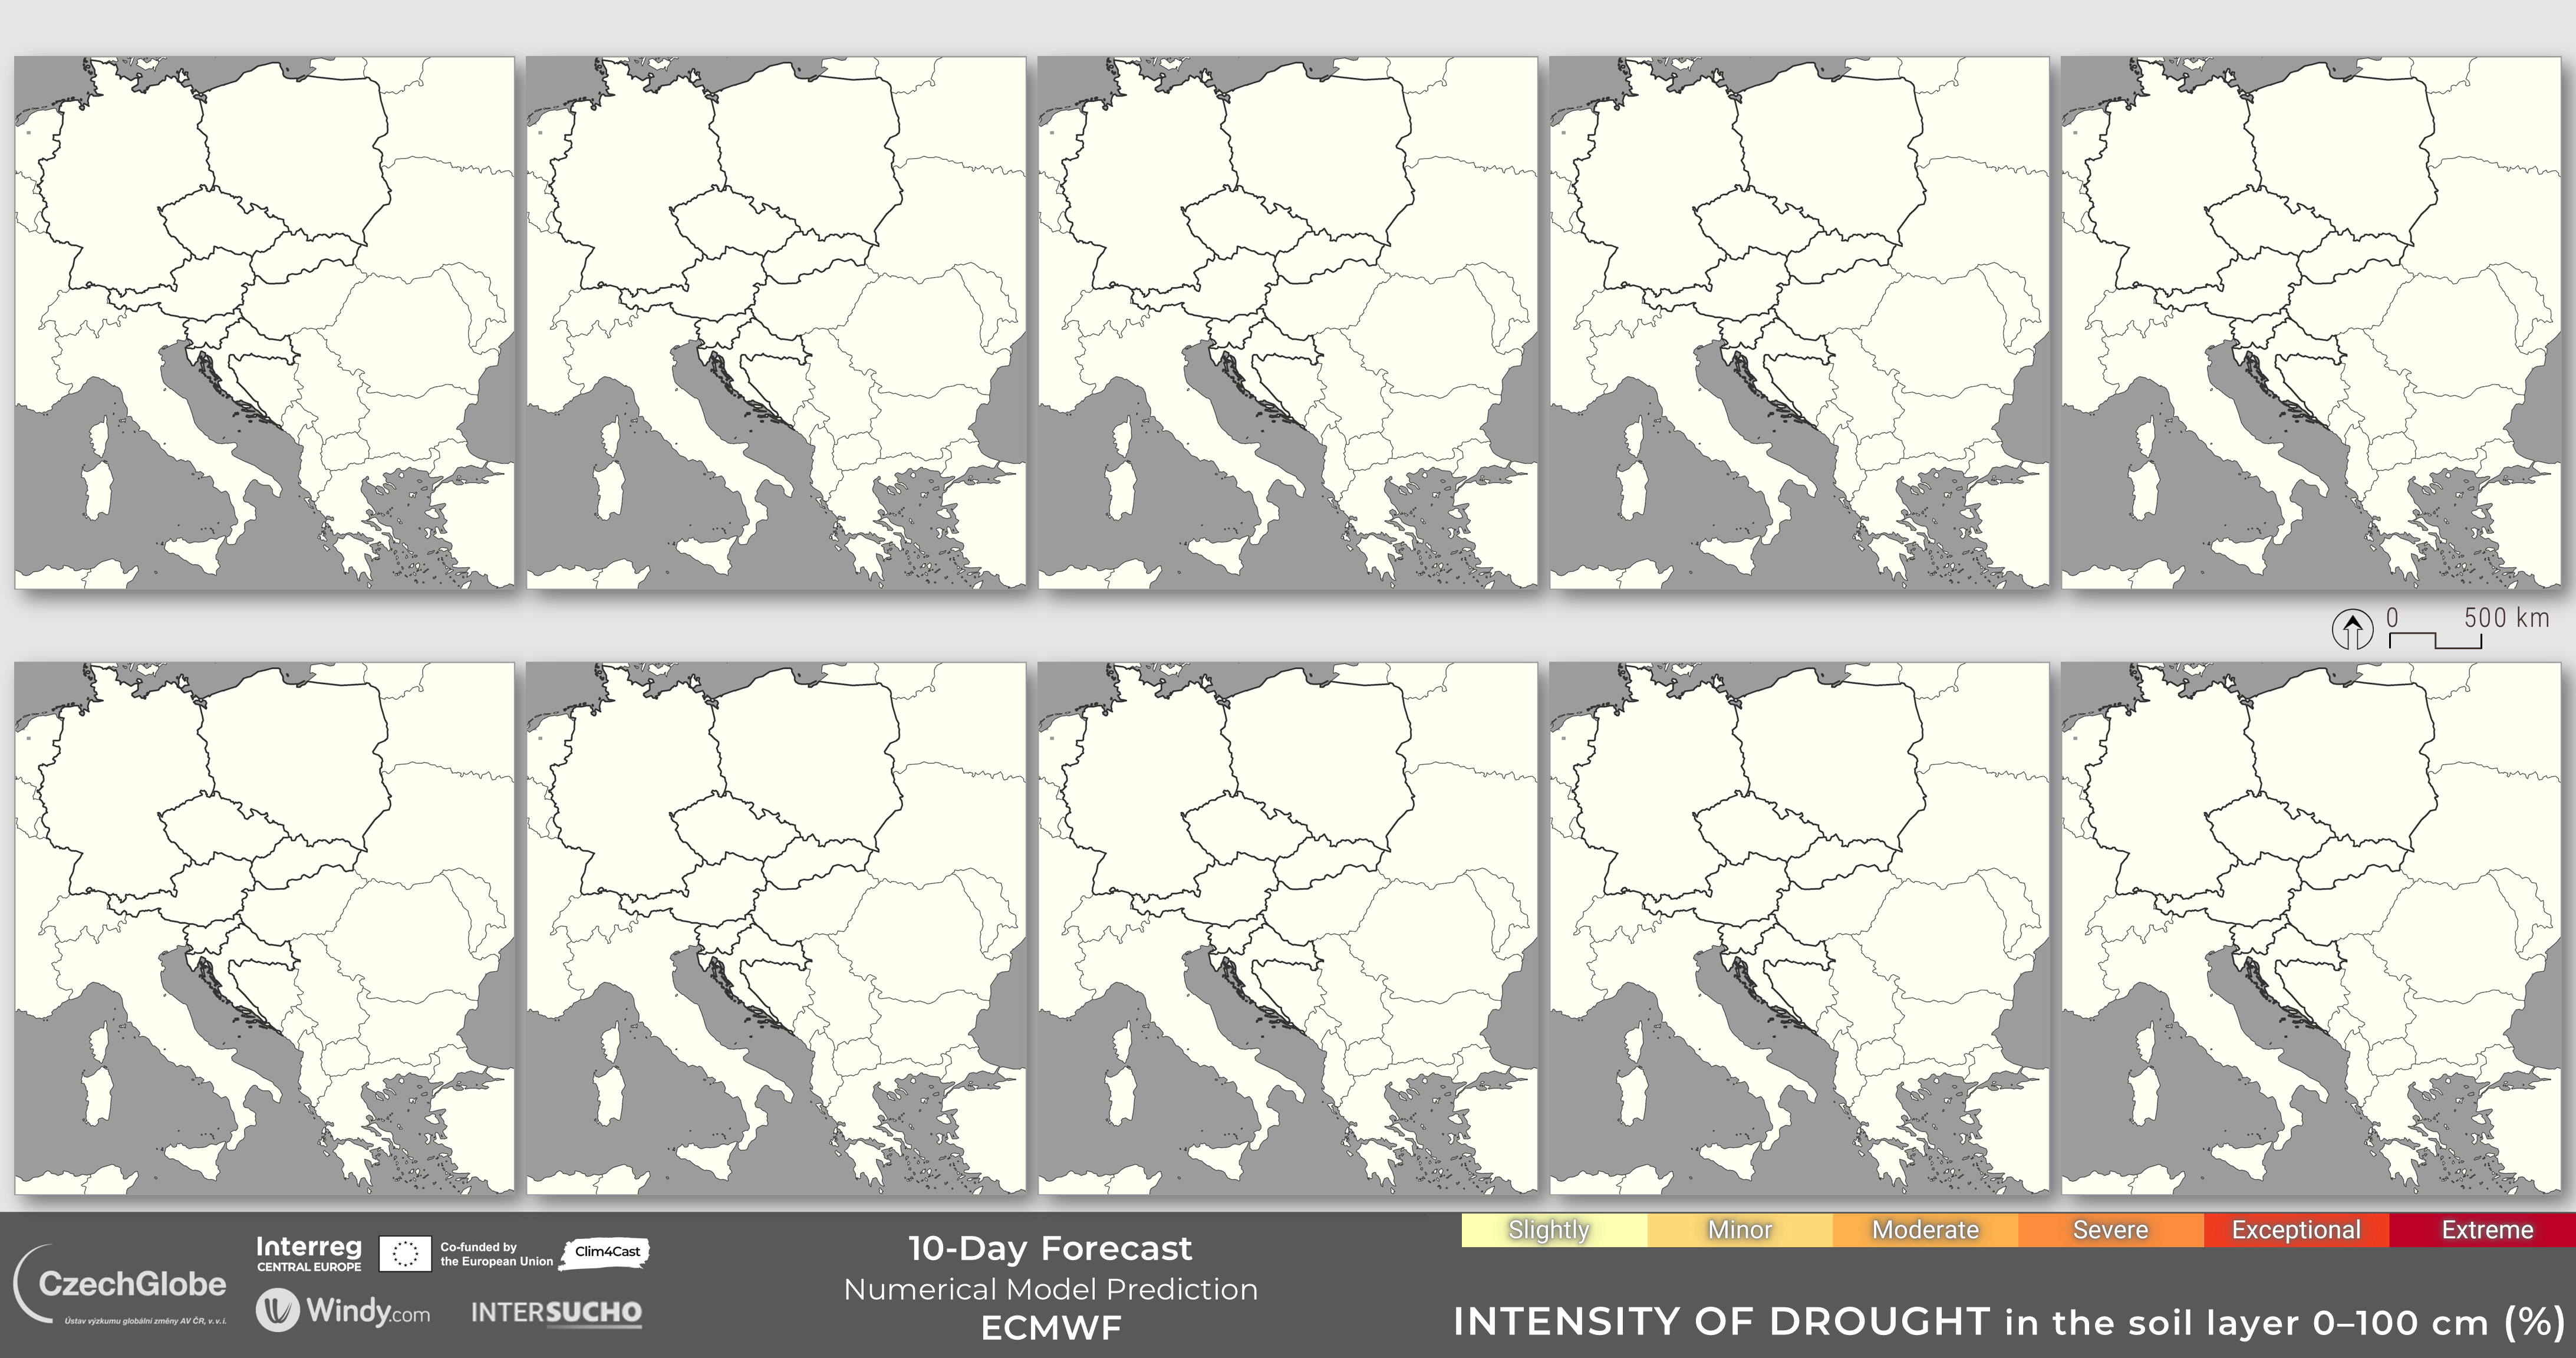 0 500 km
Slightly Minor Moderate Severe Exceptional Extreme
Interreg
CENTRAL EUROPE
Co-funded by
the European Union
Clim4Cast
CzechGlobe
Ústav výzkumu globální změny AV ČR, v. v. i.
Windy.com
INTERSUCHO
10-Day Forecast
Numerical Model Prediction
ECMWF
INTENSITY OF DROUGHT in the soil layer 0–100 cm (%)